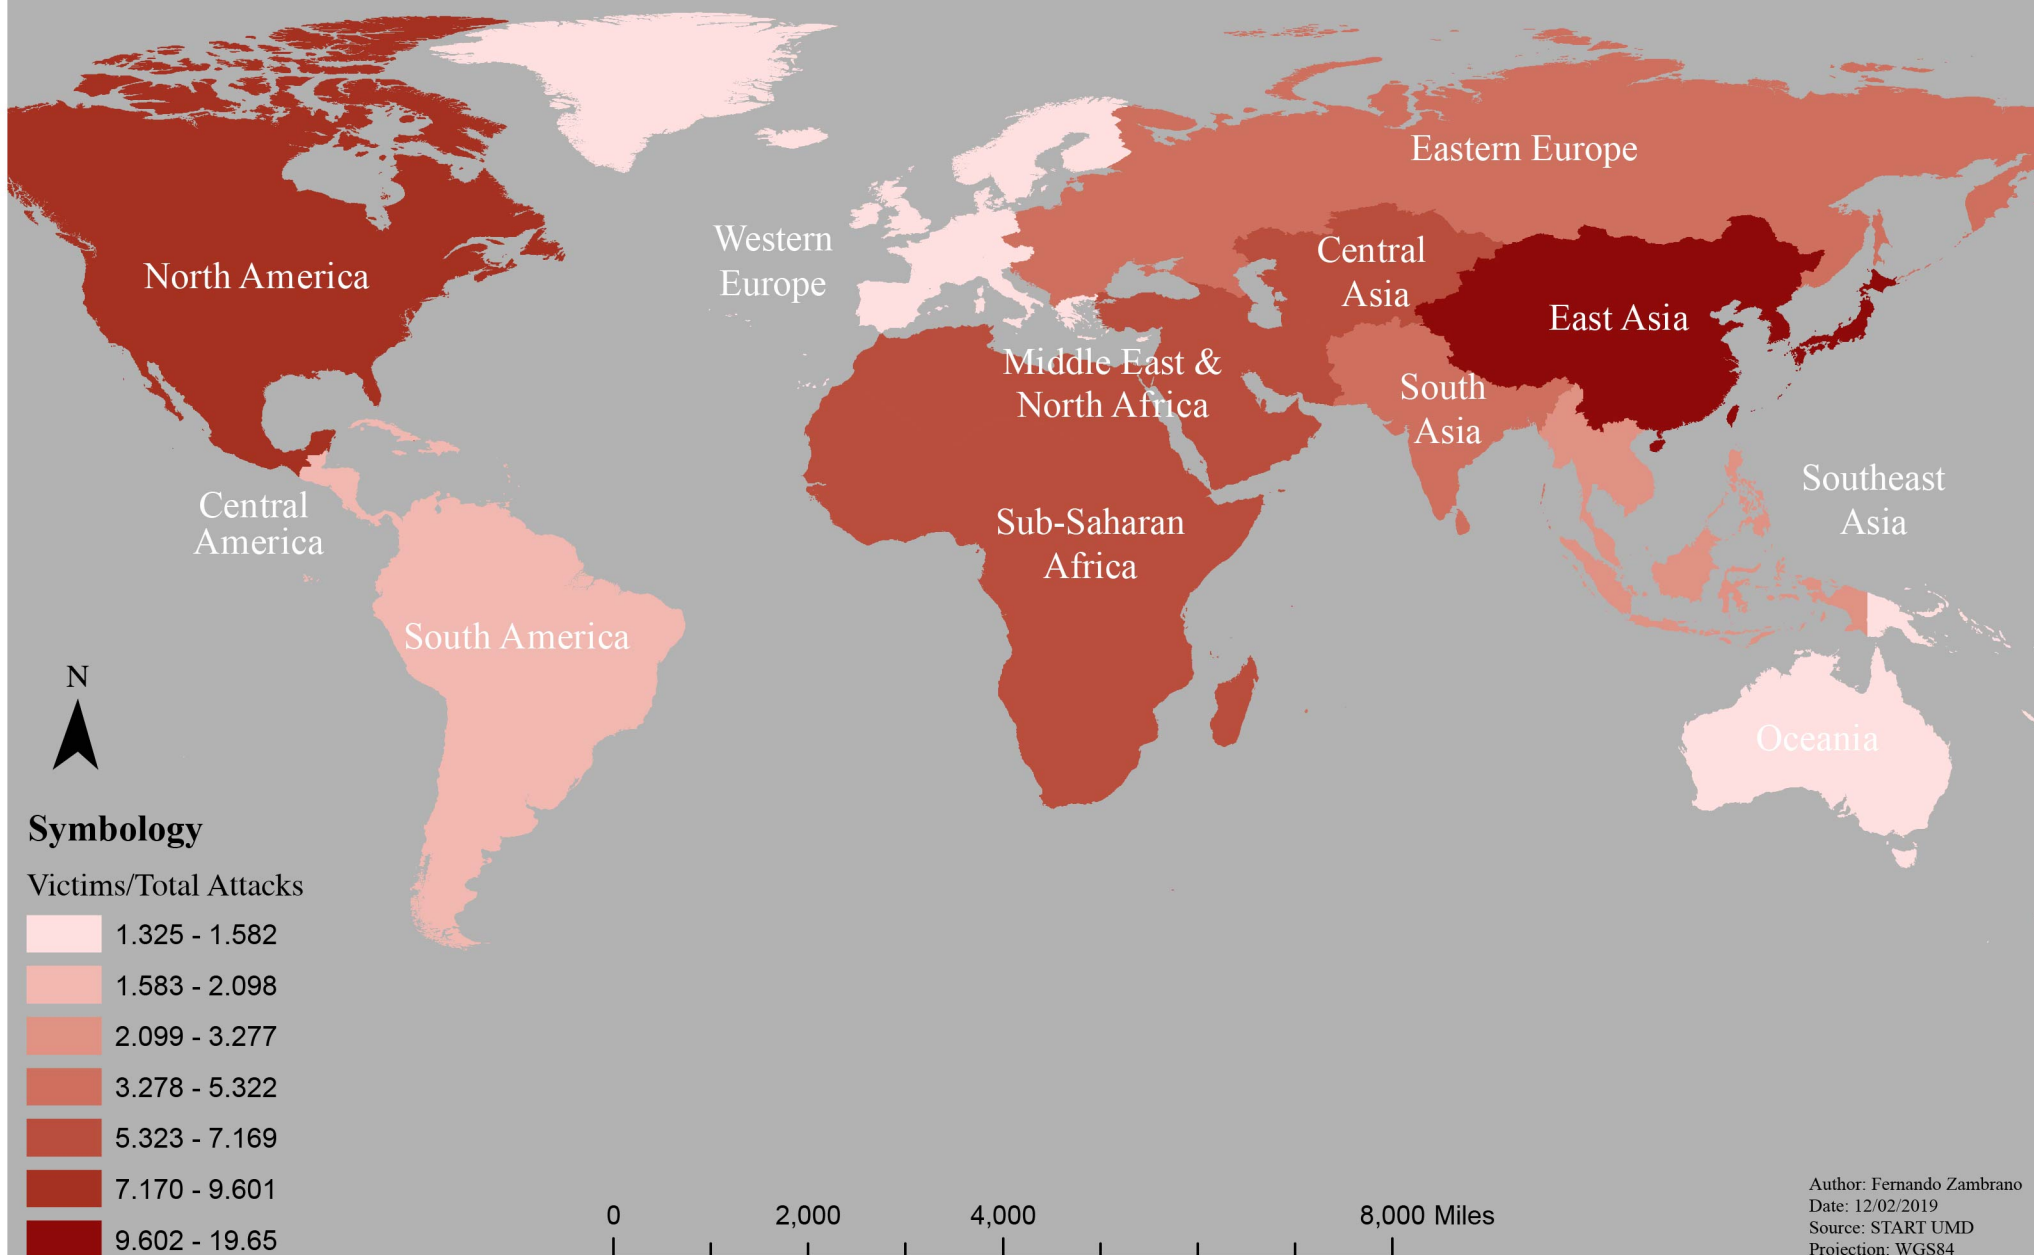 Eastern Europe
Western
Europe
Central
Asia
North America
East Asia
Middle East &
North Africa
South
Asia
Central
America
Sub-Saharan
Africa
Southeast
Asia
South America
Oceania
N
Symbology
Victims/Total Attacks
1.325 - 1.582
1.583 - 2.098
2.099 - 3.277
3.278 - 5.322
5.323 - 7.169
7.170 - 9.601
9.602 - 19.65
0 2,000 4,000 8,000 Miles
Author: Fernando Zambrano
Date: 12/02/2019
Source: START UMD
Projection: WGS84